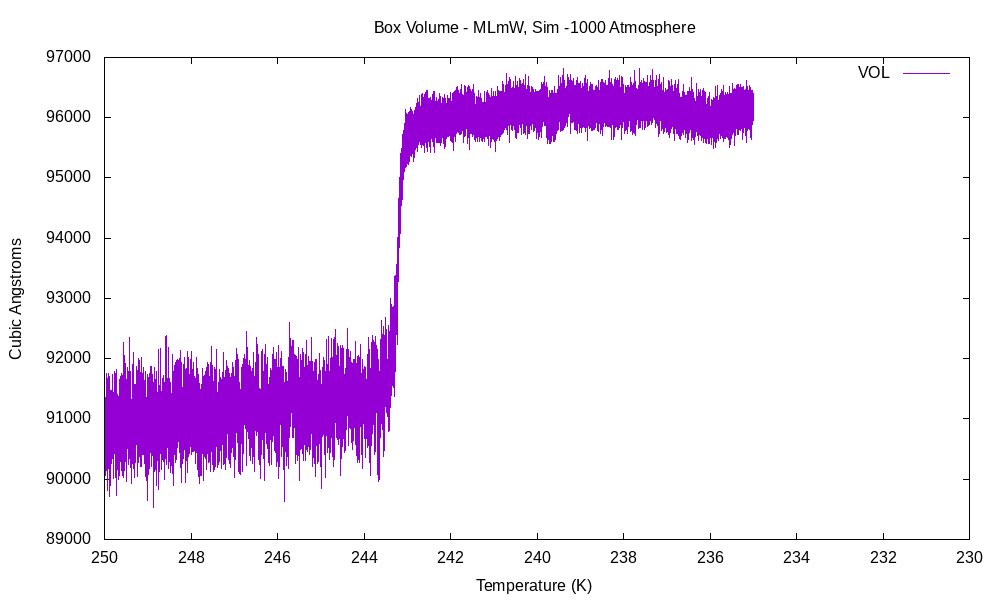 Box Volume - MLmW, Sim -1000 Atmosphere
97000
VOL
96000
95000
94000
93000
92000
91000
90000
89000
Cubic Angstroms
250 248 246 244 242 240 238 236 234 232 230
Temperature (K)